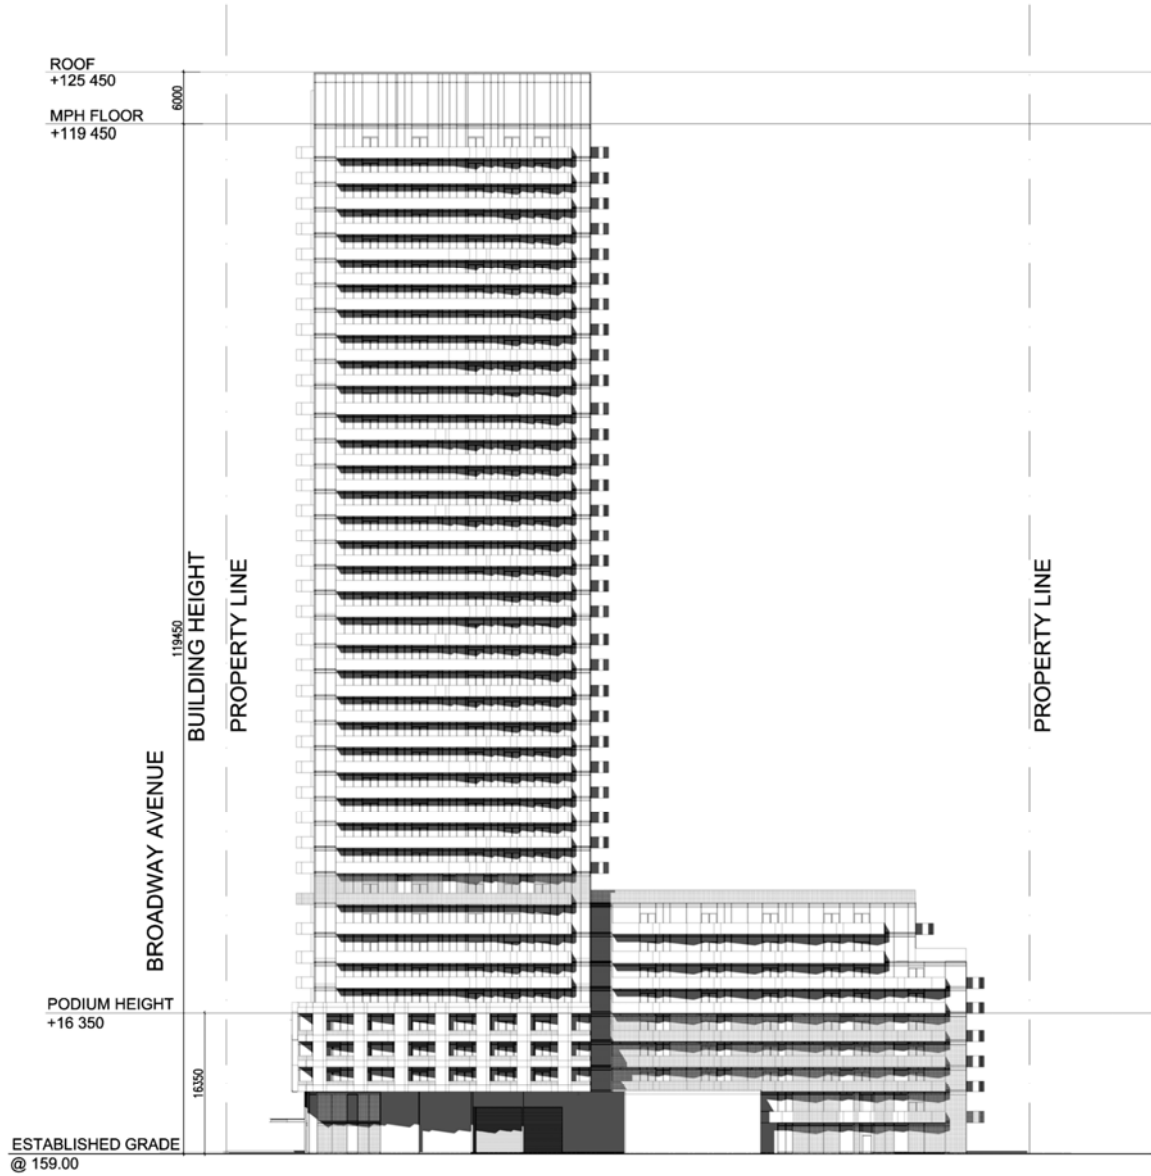 ROOF
+125 450
6000
MPH FLOOR
+119 450
119450
BUILDING HEIGHT
PROPERTY LINE
PROPERTY LINE
BROADWAY AVENUE
PODIUM HEIGHT
+16 350
16350
ESTABLISHED GRADE
@ 159.00